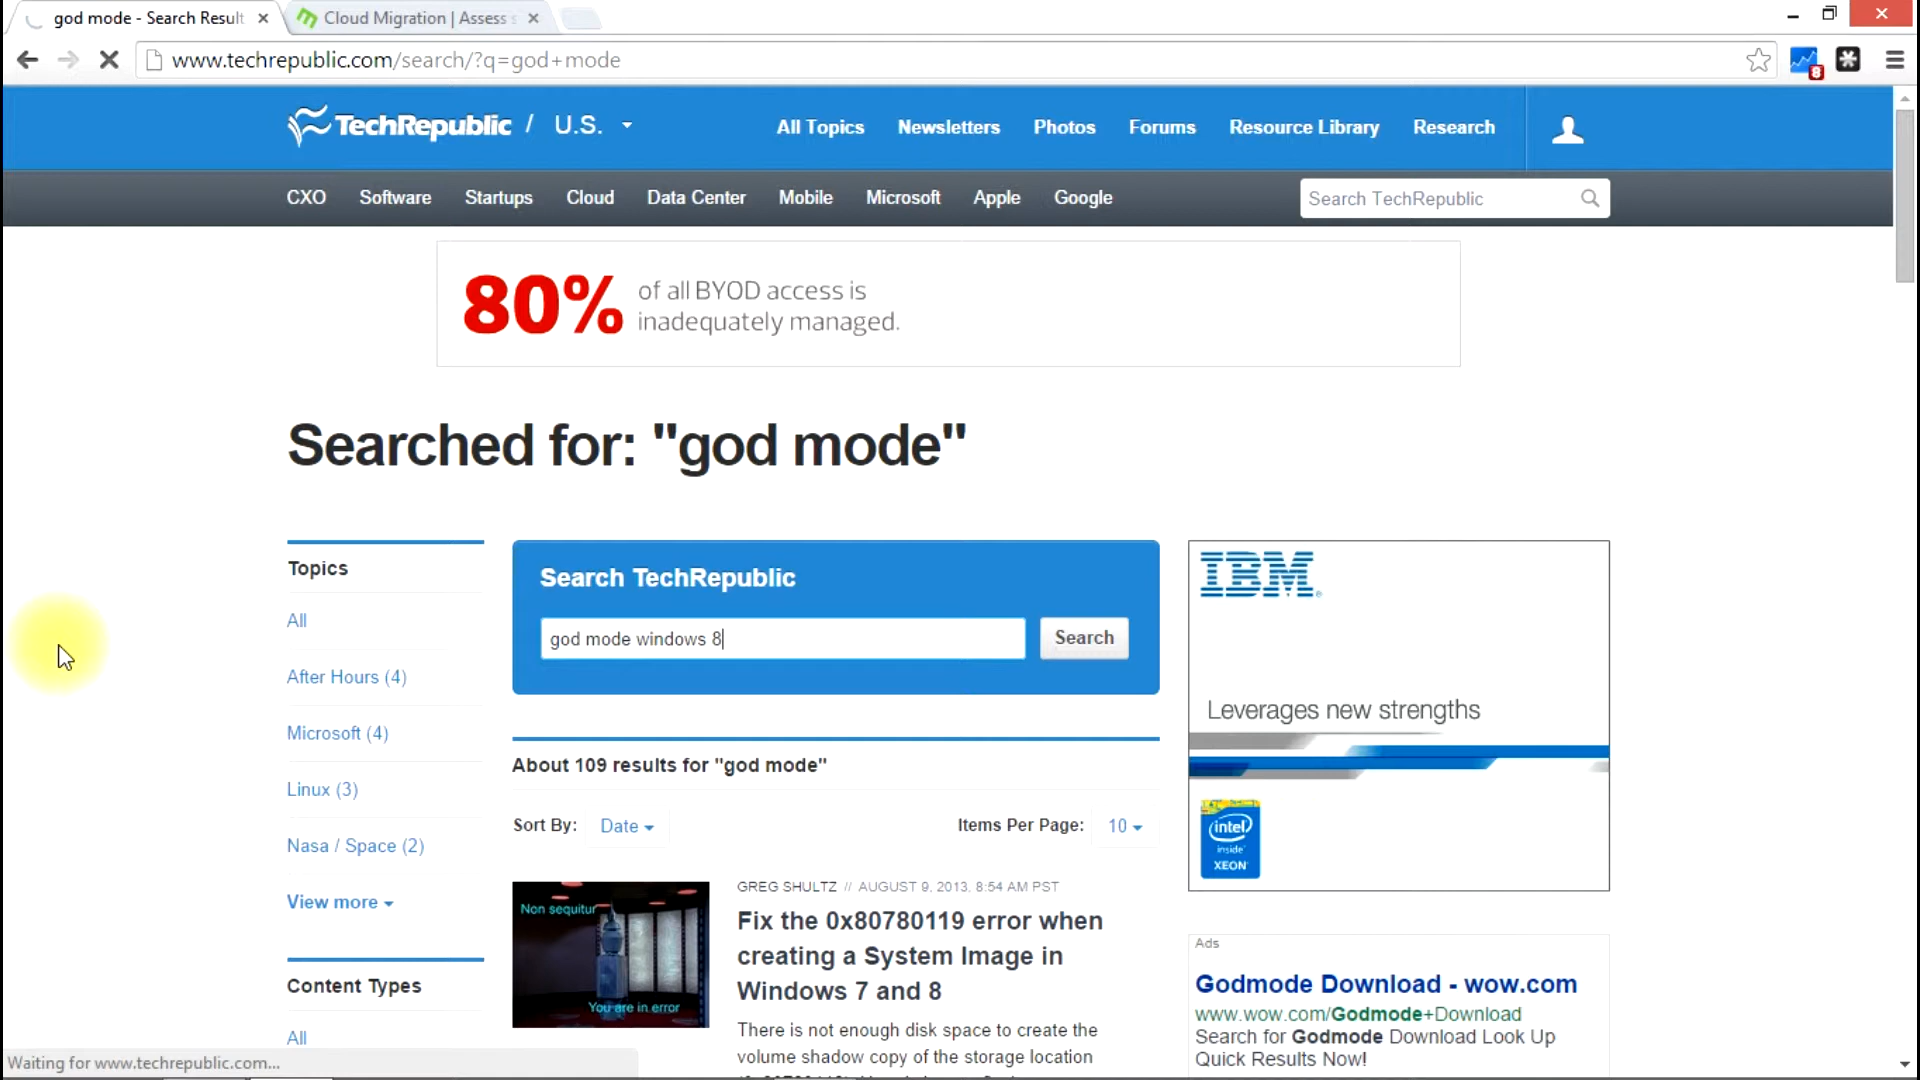 god mode - Search Result
Cloud Migration | Assess
www.techrepublic.com/search/?q=god+mode
8
TechRepublic / U.S.
All Topics Newsletters Photos Forums Resource Library Research
CXO Software Startups Cloud Data Center Mobile Microsoft Apple Google
Search TechRepublic
80%
of all BYOD access is
inadequately managed.
Searched for: "god mode"
Topics
All
After Hours (4)
Microsoft (4)
Linux (3)
Nasa / Space (2)
View more
Content Types
All
Search TechRepublic
god mode windows 8
Search
About 109 results for "god mode"
Sort By: Date
Items Per Page: 10
Non sequitur
You are in error
GREG SHULTZ // AUGUST 9, 2013, 8:54 AM PST
Fix the 0x80780119 error when
creating a System Image in
Windows 7 and 8
There is not enough disk space to create the
volume shadow copy of the storage location
IBM®
Leverages new strengths
intel
inside
XEON
Ads
Godmode Download - wow.com
www.wow.com/Godmode+Download
Search for Godmode Download Look Up
Quick Results Now!
Waiting for www.techrepublic.com...